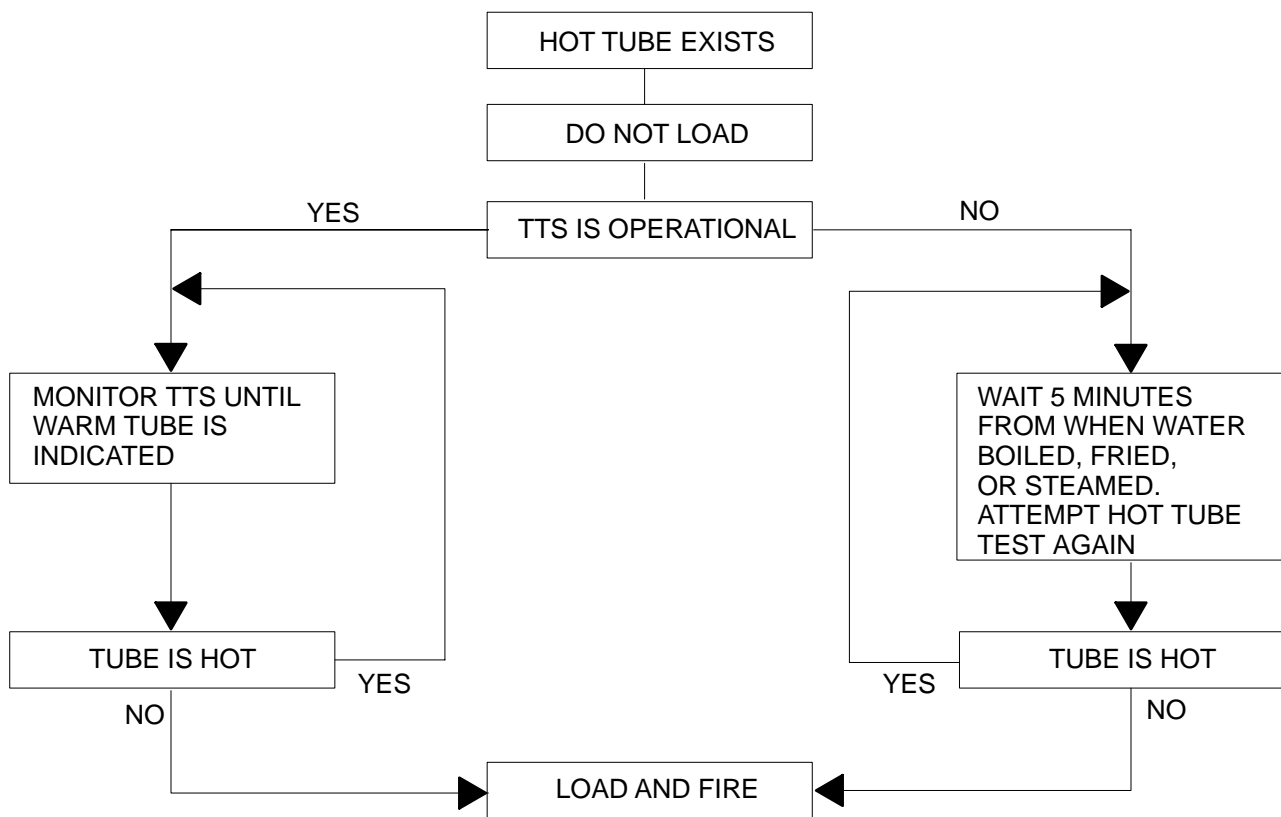 HOT TUBE EXISTS
DO NOT LOAD
YES
TTS IS OPERATIONAL
NO
MONITOR TTS UNTIL
WARM TUBE IS
INDICATED
WAIT 5 MINUTES
FROM WHEN WATER
BOILED, FRIED,
OR STEAMED.
ATTEMPT HOT TUBE
TEST AGAIN
TUBE IS HOT
YES
NO
TUBE IS HOT
YES
NO
LOAD AND FIRE